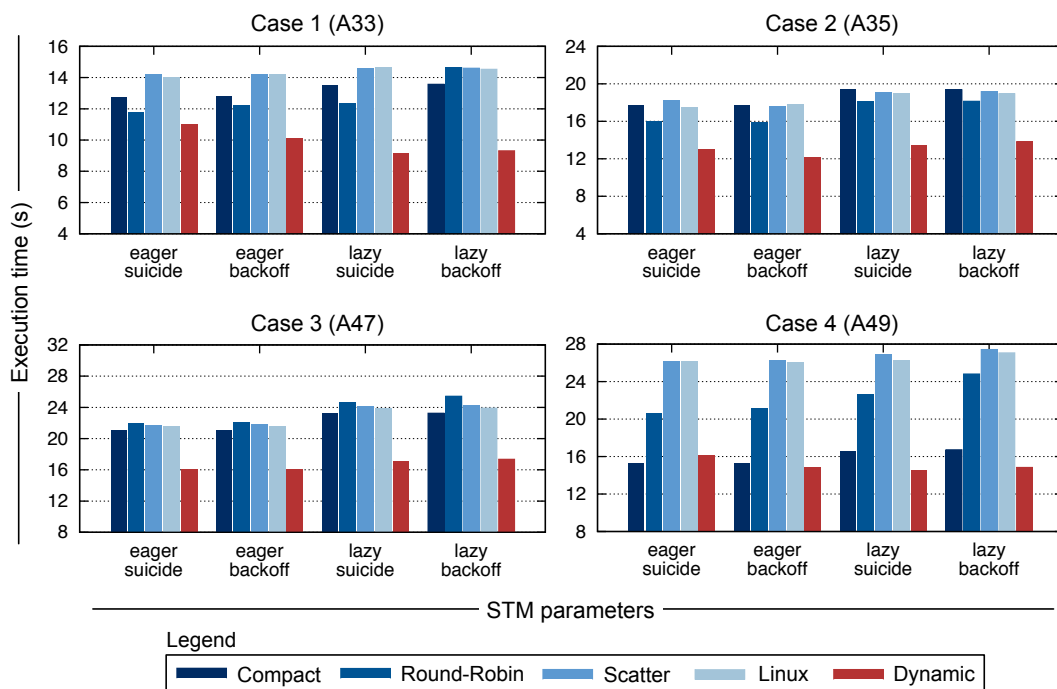 Case 1 (A33)
16
14
12
10
8
6
4
eager suicide
eager backoff
lazy suicide
lazy backoff
Case 2 (A35)
24
20
16
12
8
4
eager suicide
eager backoff
lazy suicide
lazy backoff
Execution time (s)
Case 3 (A47)
32
28
24
20
16
12
8
eager suicide
eager backoff
lazy suicide
lazy backoff
Case 4 (A49)
28
24
20
16
12
8
eager suicide
eager backoff
lazy suicide
lazy backoff
STM parameters
Legend
Compact Round-Robin Scatter Linux Dynamic